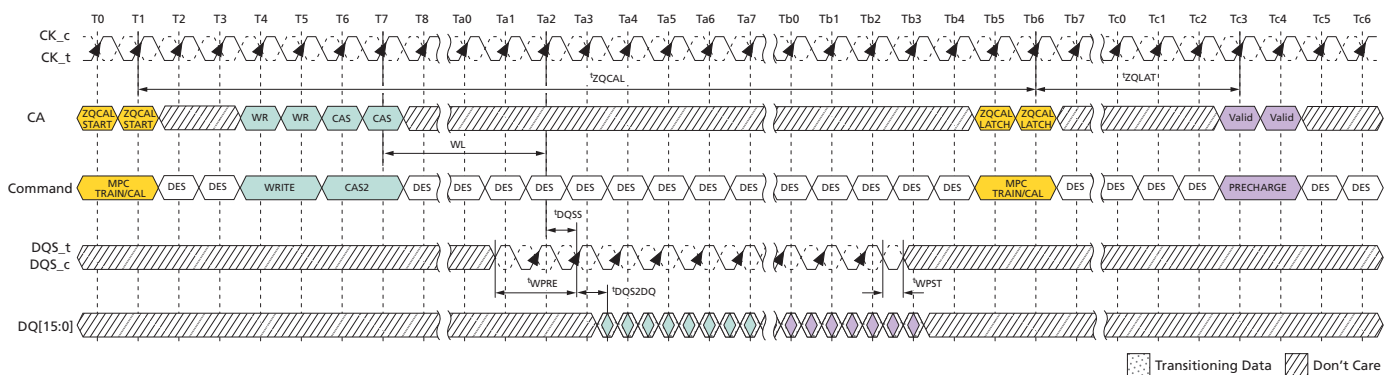 T0 T1 T2 T3 T4 T5 T6 T7 T8 Ta0 Ta1 Ta2 Ta3 Ta4 Ta5 Ta6 Ta7 Tb0 Tb1 Tb2 Tb3 Tb4 Tb5 Tb6 Tb7 Tc0 Tc1 Tc2 Tc3 Tc4 Tc5 Tc6
CK_c
CK_t
tZQCAL tZQLAT
CA ZQCAL START ZQCAL START WR WR CAS CAS ZQCAL LATCH ZQCAL LATCH Valid Valid
WL
Command MPC TRAIN/CAL DES DES WRITE CAS2 DES DES DES DES DES DES DES DES DES DES DES DES DES DES MPC TRAIN/CAL DES DES DES DES PRECHARGE DES DES
tDQSS
DQS_t
DQS_c
tWPRE tDQS2DQ tWPST
DQ[15:0]
Transitioning Data Don't Care